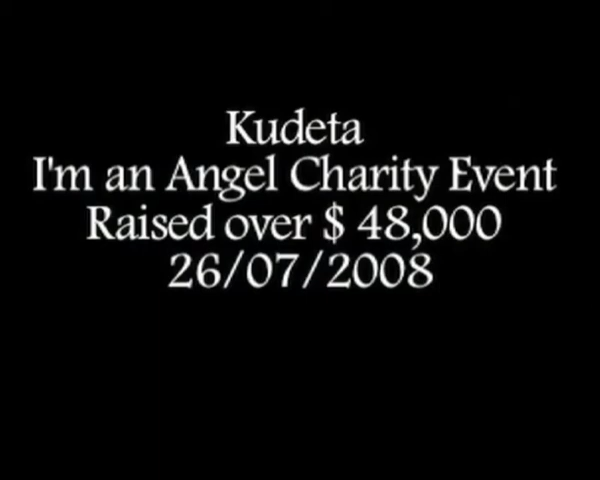 Kudeta
I'm an Angel Charity Event
Raised over $ 48,000
26/07/2008